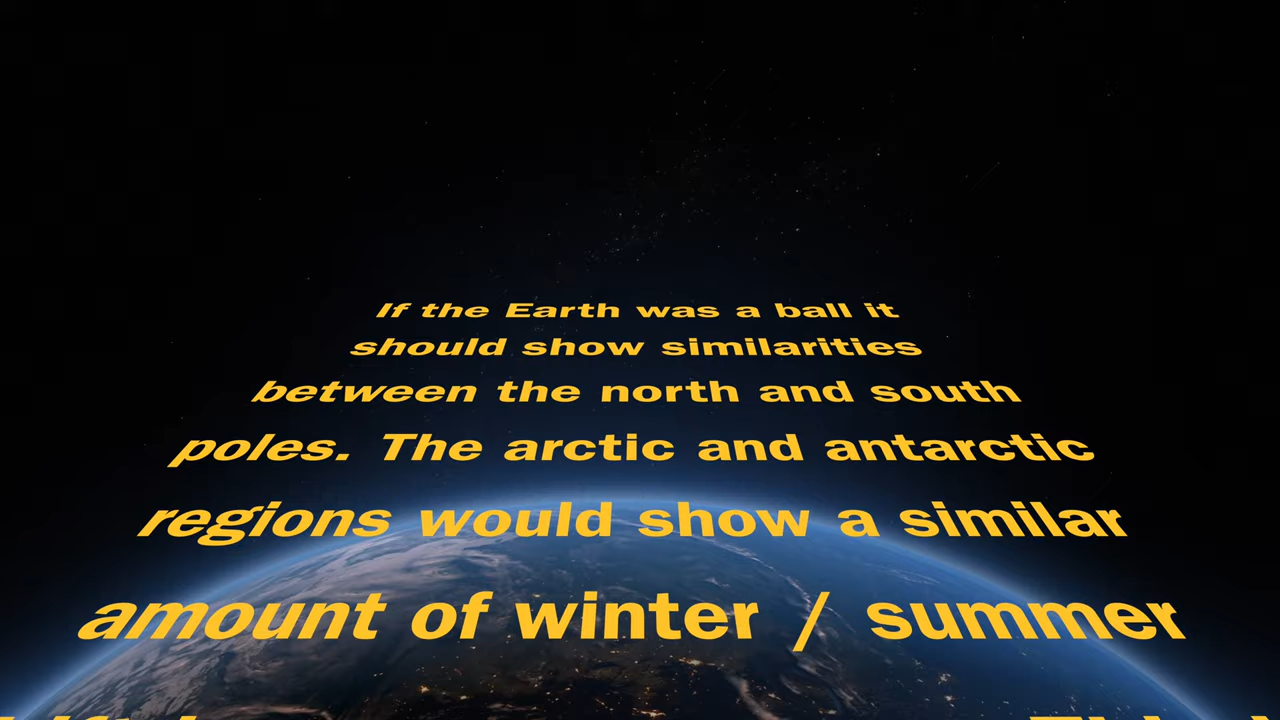 If the Earth was a ball it
should show similarities
between the north and south
poles. The arctic and antarctic
regions would show a similar
amount of winter / summer